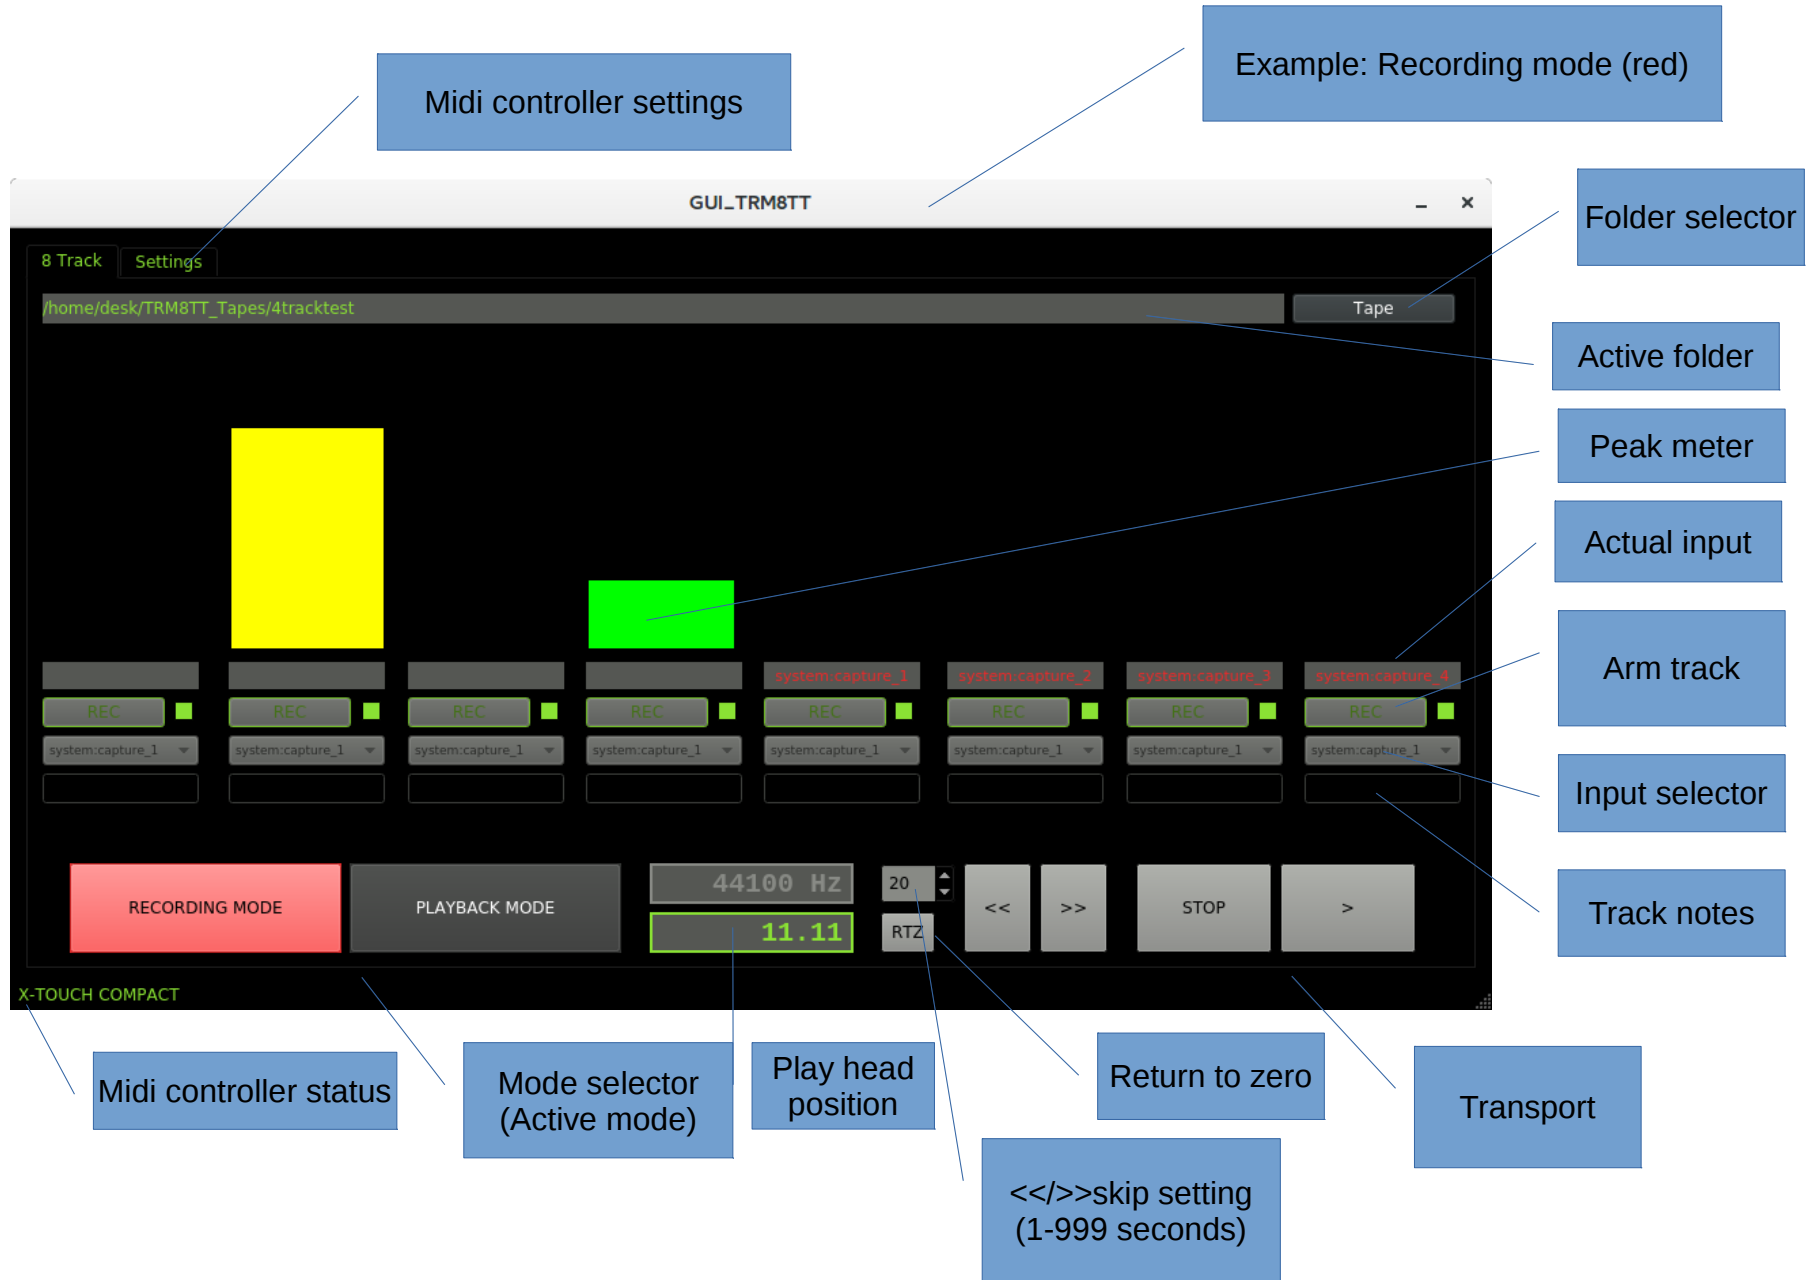 Example: Recording mode (red)
Midi controller settings
GUI_TRM8TT
Folder selector
8 Track
Settings
/home/desk/TRM8TT_Tapes/4tracktest
Tape
Active folder
Peak meter
Actual input
system:capture_1
system:capture_2
system:capture_3
system:capture_4
Arm track
REC
REC
REC
REC
REC
REC
REC
REC
system:capture_1
system:capture_1
system:capture_1
system:capture_1
system:capture_1
system:capture_1
system:capture_1
system:capture_1
Input selector
RECORDING MODE
PLAYBACK MODE
44100 Hz
11.11
20
RTZ
<<
>>
STOP
>
Track notes
X-TOUCH COMPACT
Midi controller status
Mode selector
(Active mode)
Play head
position
Return to zero
Transport
<</>>skip setting
(1-999 seconds)